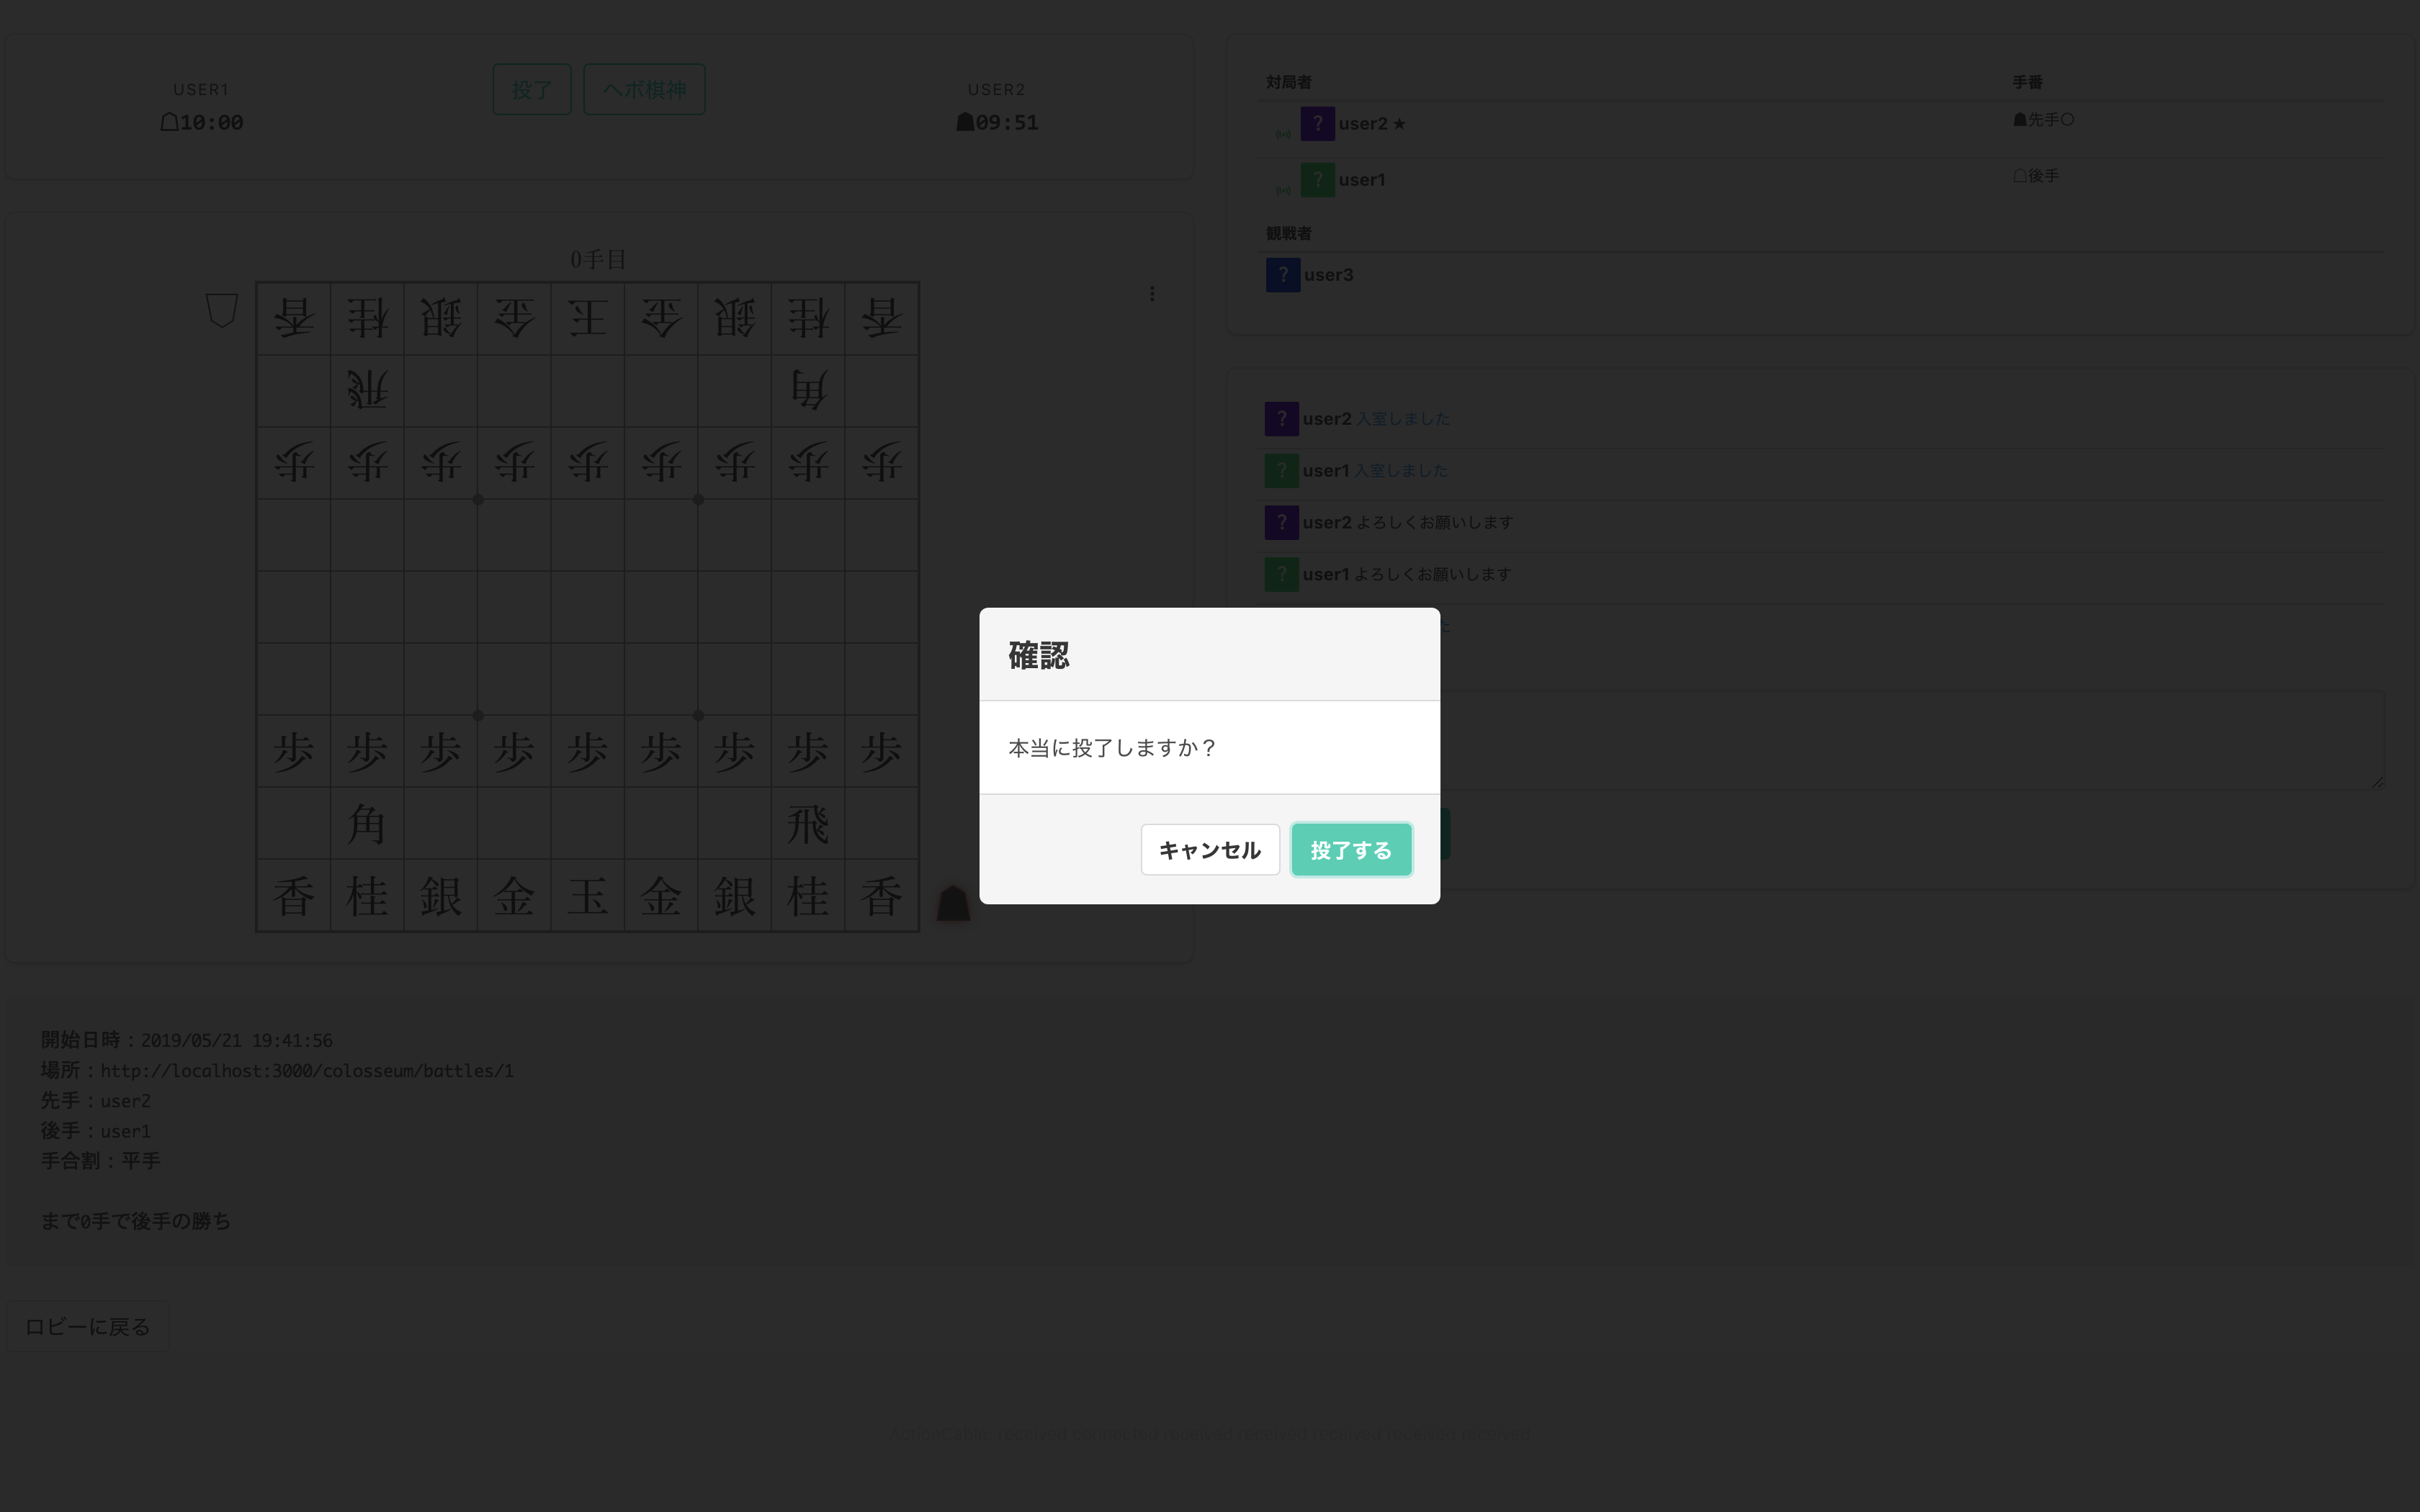 USER1
10:00
投了
ヘボ棋神
USER2
09:51
0手目
香桂銀金玉金銀桂香
飛角
歩歩歩歩歩歩歩歩歩
歩歩歩歩歩歩歩歩歩
角飛
香桂銀金玉金銀桂香
対局者 手番
? user2 ★ 先手○
? user1 後手
観戦者
? user3
? user2 入室しました
? user1 入室しました
? user2 よろしくお願いします
? user1 よろしくお願いします
た
確認
本当に投了しますか？
キャンセル
投了する
開始日時：2019/05/21 19:41:56
場所：http://localhost:3000/colosseum/battles/1
先手：user2
後手：user1
手合割：平手
まで0手で後手の勝ち
ロビーに戻る